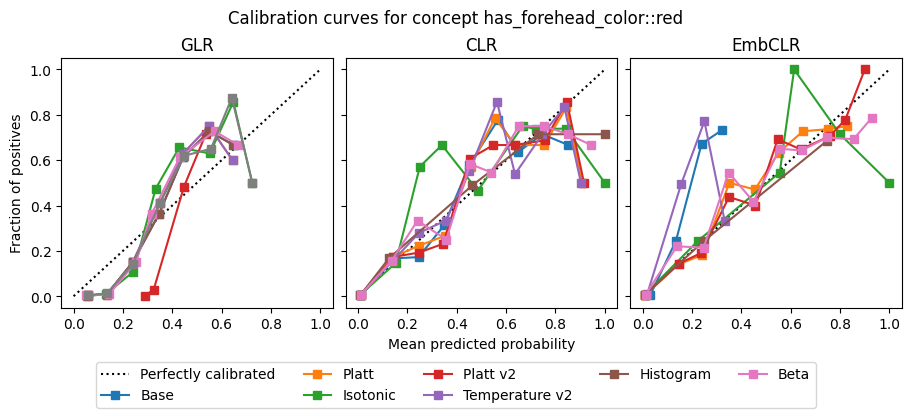 Calibration curves for concept has_forehead_color::red
GLR
CLR
EmbCLR
Fraction of positives
1.0
0.8
0.6
0.4
0.2
0.0
0.0 0.2 0.4 0.6 0.8 1.0
0.0 0.2 0.4 0.6 0.8 1.0
0.0 0.2 0.4 0.6 0.8 1.0
Mean predicted probability
Perfectly calibrated
Base
Platt
Isotonic
Platt v2
Temperature v2
Histogram
Beta